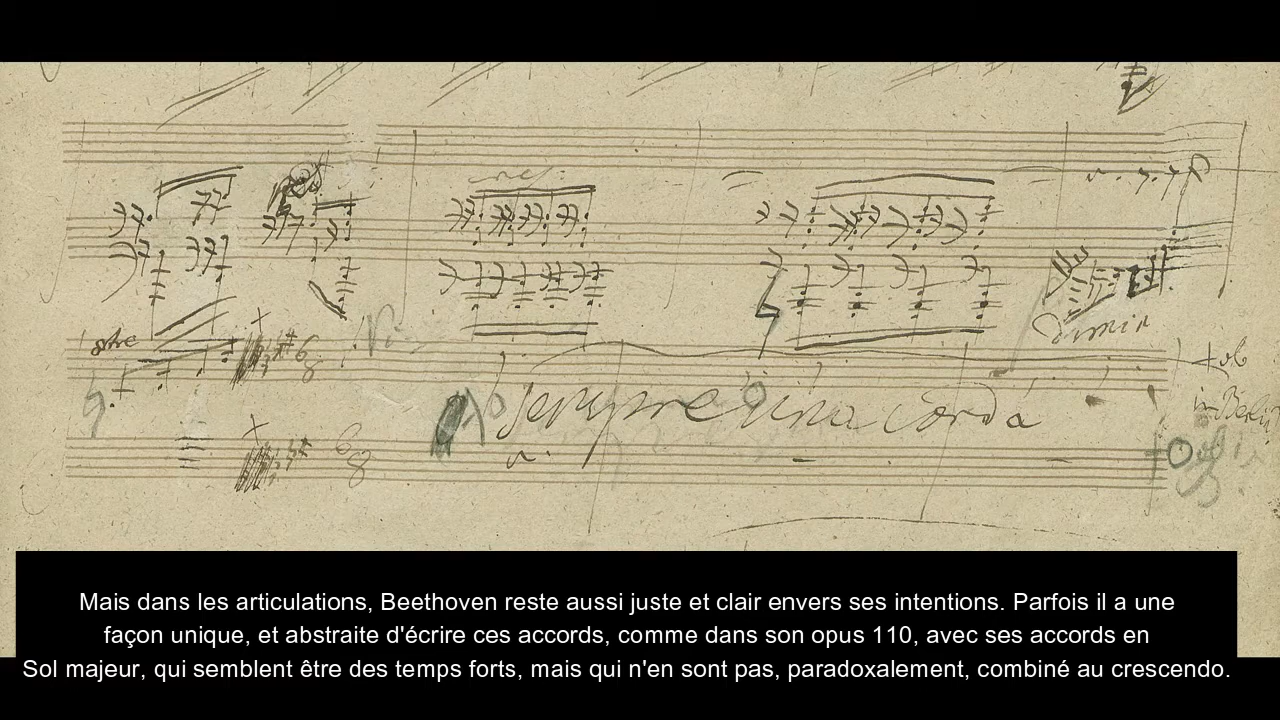 dimin
sempre una corda
Mais dans les articulations, Beethoven reste aussi juste et clair envers ses intentions. Parfois il a une
façon unique, et abstraite d'écrire ces accords, comme dans son opus 110, avec ses accords en
Sol majeur, qui semblent être des temps forts, mais qui n'en sont pas, paradoxalement, combiné au crescendo.